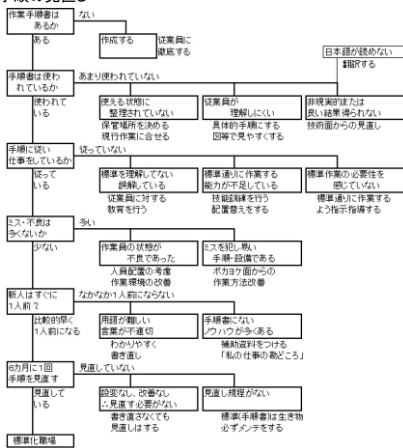 手順の見直し
作業手順書は
あるか
ない
ある
作成する
従業員に
徹底する
日本語が読めない
翻訳する
手順書は使わ
れているか
あまり使われていない
使われて
いる
使える状態に
整理されていない
保管場所を決める
現行作業に合せる
従業員が
理解しにくい
具体的手順にする
図等で見やすくする
非現実的または
良い結果得られない
技術面からの見直し
手順に従い
仕事をしているか
従っていない
従って
いる
標準を理解してない
誤解している
従業員に対する
教育を行う
標準通りに作業する
能力が不足している
技能訓練を行う
配置替えをする
標準作業の必要性を
感じていない
標準通りに作業する
よう指示指導する
ミス・不良は
多くないか
多い
少ない
作業員の状態が
不良であった
人員配置の考慮
作業環境の改善
ミスを犯し易い
手順・設備である
ポカヨケ面からの
作業方法改善
新人はすぐに
1人前?
なかなか1人前にならない
比較的早く
1人前になる
用語が難しい
言葉が不適切
わかりやすく
書き直し
手順書にない
ノウハウが多くある
補助資料をつける
「私の仕事の勘どころ」
6カ月に1回
手順を見直す
見直していない
見直して
いる
設変なし、改善なし
∴見直す必要がない
書き直さなくても
見直しはする
見直し規程がない
標準(手順書)は生き物
必ずメンテをする
標準化職場